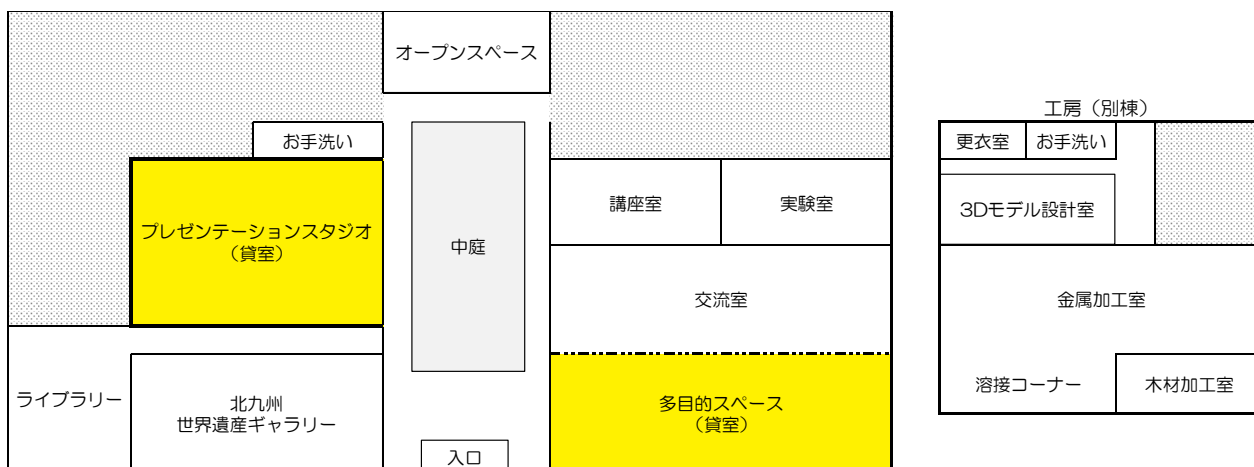 オープンスペース
お手洗い
プレゼンテーションスタジオ
（貸室）
中庭
講座室
実験室
交流室
ライブラリー
北九州
世界遺産ギャラリー
入口
多目的スペース
（貸室）
工房（別棟）
更衣室
お手洗い
3Dモデル設計室
金属加工室
溶接コーナー
木材加工室